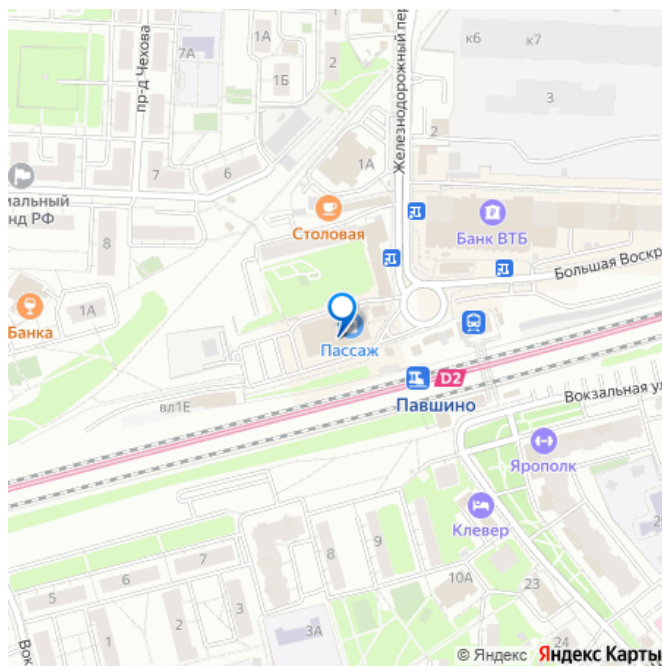 7А
1А
1Б
2
пр-д Чехова
Железнодорожный пер
к6
к7
3
2
1А
7
6
иальный
нд РФ
8
Столовая
Банк ВТБ
Большая Воскр
1А
Банка
Пассаж
D2
Павшино
вл1Е
Вокзальная ул
Ярополк
Клевер
9
8
7
6
5
10А
23
2
3
3А
24
Вок
© Яндекс Яндекс Карты